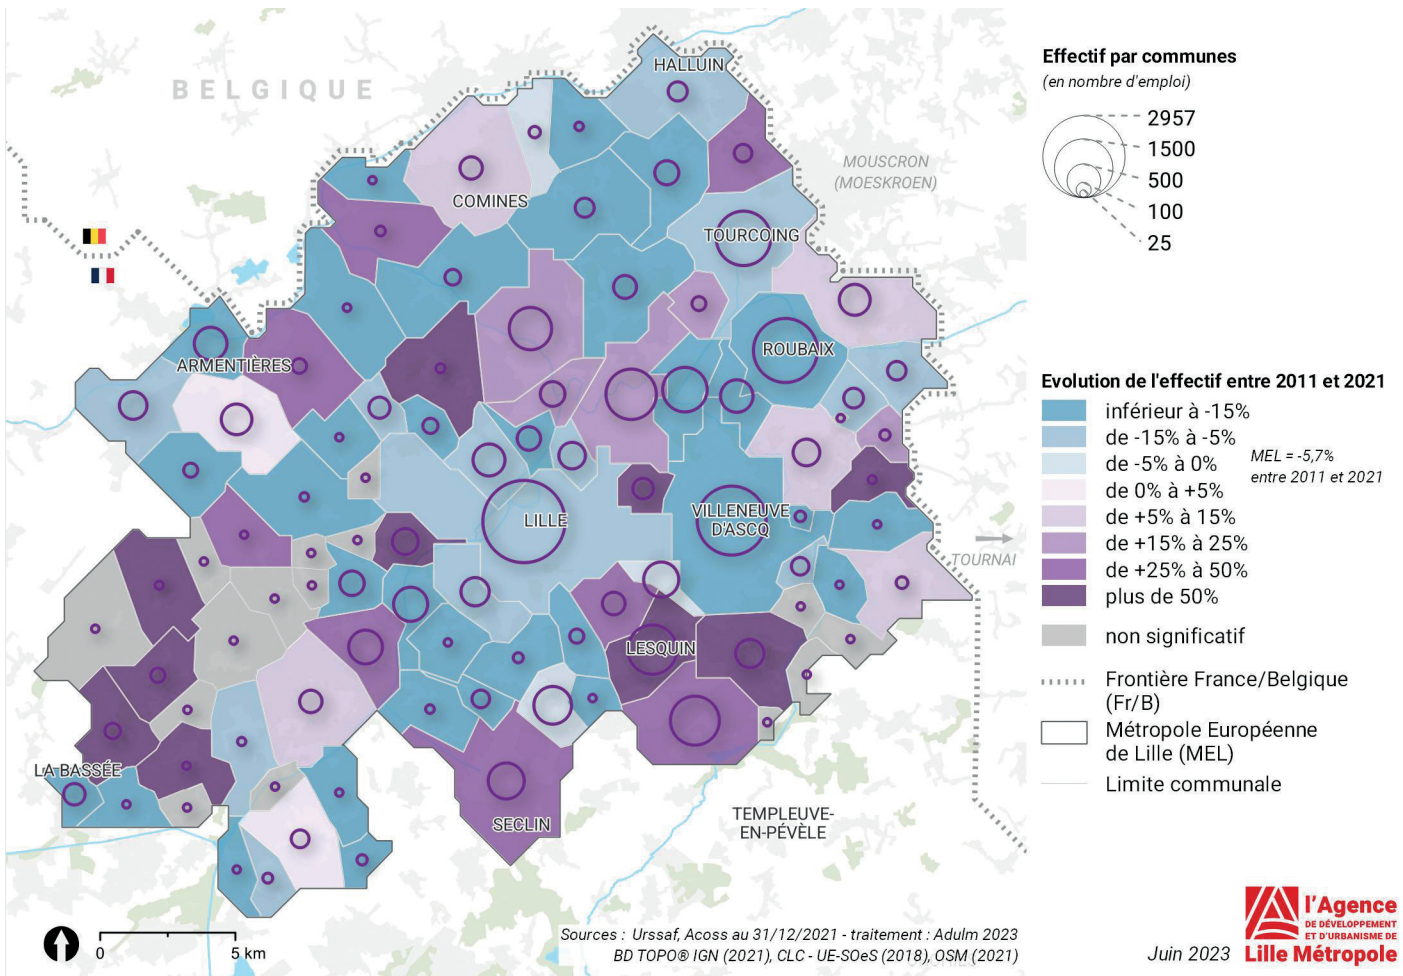 BELGIQUE
HALLUIN
MOUSCRON
(MOESKROEN)
COMINES
TOURCOING
ARMENTIÈRES
ROUBAIX
LILLE
VILLENEUVE
D'ASCQ
TOURNAI
LESQUIN
LA BASSÉE
SECLIN
TEMPLEUVE-
EN-PÉVÈLE
0
5 km
Sources : Urssaf, Acoss au 31/12/2021 - traitement : Adulm 2023
BD TOPO® IGN (2021), CLC - UE-SOeS (2018), OSM (2021)
Effectif par communes
(en nombre d'emploi)
2957
1500
500
100
25
Evolution de l'effectif entre 2011 et 2021
inférieur à -15%
de -15% à -5%
de -5% à 0%
de 0% à +5%
de +5% à 15%
de +15% à 25%
de +25% à 50%
plus de 50%
MEL = -5,7%
entre 2011 et 2021
non significatif
Frontière France/Belgique
(Fr/B)
Métropole Européenne
de Lille (MEL)
Limite communale
Juin 2023
l'Agence
DE DÉVELOPPEMENT
ET D'URBANISME DE
Lille Métropole